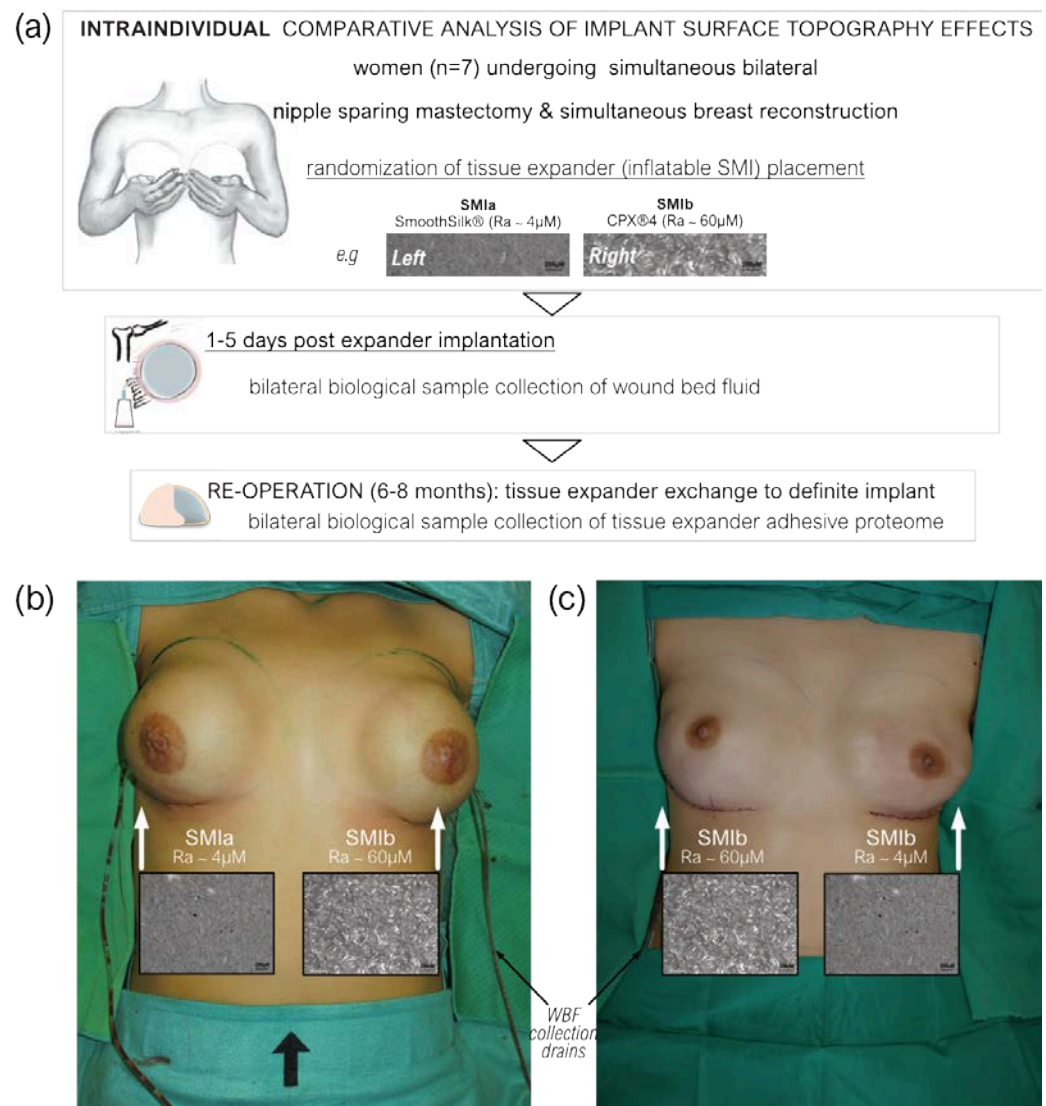 (a)
INTRAINDIVIDUAL COMPARATIVE ANALYSIS OF IMPLANT SURFACE TOPOGRAPHY EFFECTS
women (n=7) undergoing simultaneous bilateral
nipple sparing mastectomy & simultaneous breast reconstruction
randomization of tissue expander (inflatable SMI) placement
SMIa
SmoothSilk® (Ra ~ 4µM)
SMIb
CPX®4 (Ra ~ 60µM)
e.g
Left
Right
1-5 days post expander implantation
bilateral biological sample collection of wound bed fluid
RE-OPERATION (6-8 months): tissue expander exchange to definite implant
bilateral biological sample collection of tissue expander adhesive proteome
(b)
SMIa
Ra ~ 4µM
SMIb
Ra ~ 60µM
(c)
SMIb
Ra ~ 60µM
SMIb
Ra ~ 4µM
WBF
collection
drains